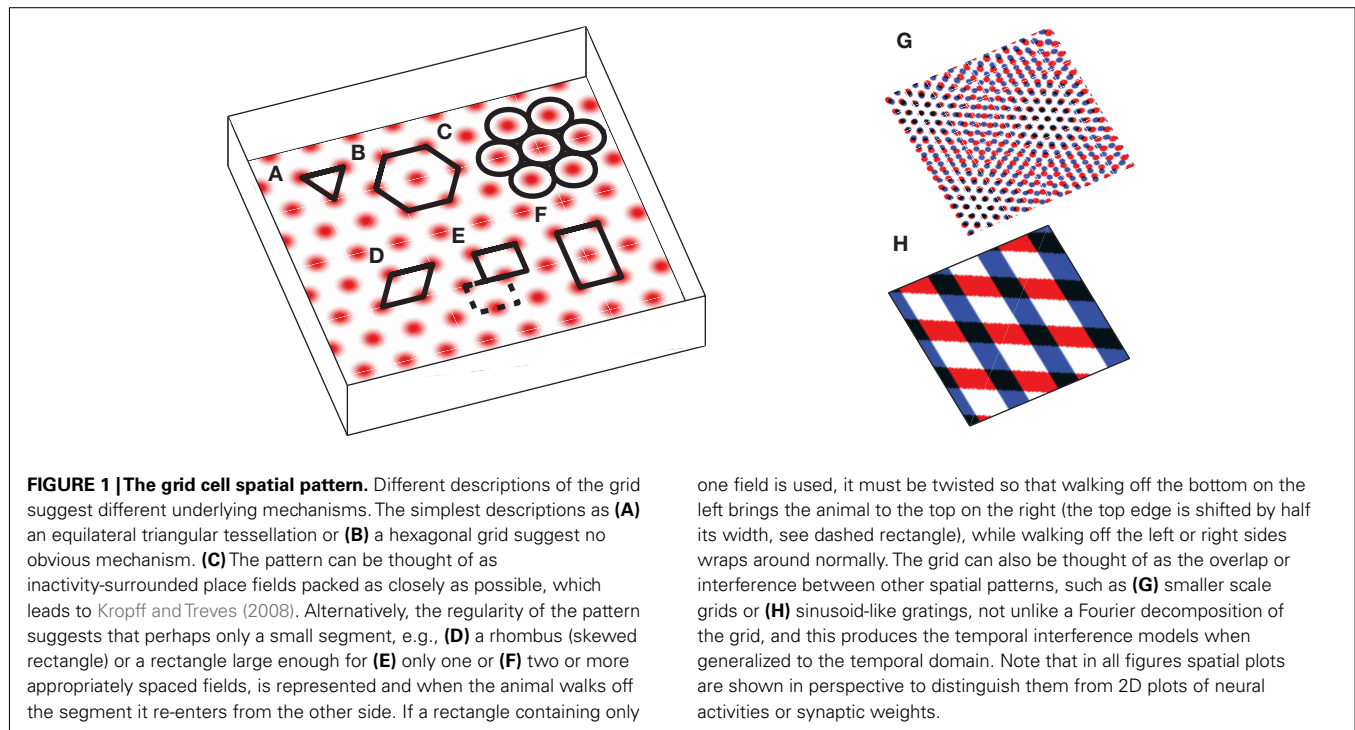 A
B
C
D
E
F
G
H
FIGURE 1 | The grid cell spatial pattern. Different descriptions of the grid
suggest different underlying mechanisms. The simplest descriptions as (A)
an equilateral triangular tessellation or (B) a hexagonal grid suggest no
obvious mechanism. (C) The pattern can be thought of as
inactivity-surrounded place fields packed as closely as possible, which
leads to Kropff and Treves (2008). Alternatively, the regularity of the pattern
suggests that perhaps only a small segment, e.g., (D) a rhombus (skewed
rectangle) or a rectangle large enough for (E) only one or (F) two or more
appropriately spaced fields, is represented and when the animal walks off
the segment it re-enters from the other side. If a rectangle containing only
one field is used, it must be twisted so that walking off the bottom on the
left brings the animal to the top on the right (the top edge is shifted by half
its width, see dashed rectangle), while walking off the left or right sides
wraps around normally. The grid can also be thought of as the overlap or
interference between other spatial patterns, such as (G) smaller scale
grids or (H) sinusoid-like gratings, not unlike a Fourier decomposition of
the grid, and this produces the temporal interference models when
generalized to the temporal domain. Note that in all figures spatial plots
are shown in perspective to distinguish them from 2D plots of neural
activities or synaptic weights.